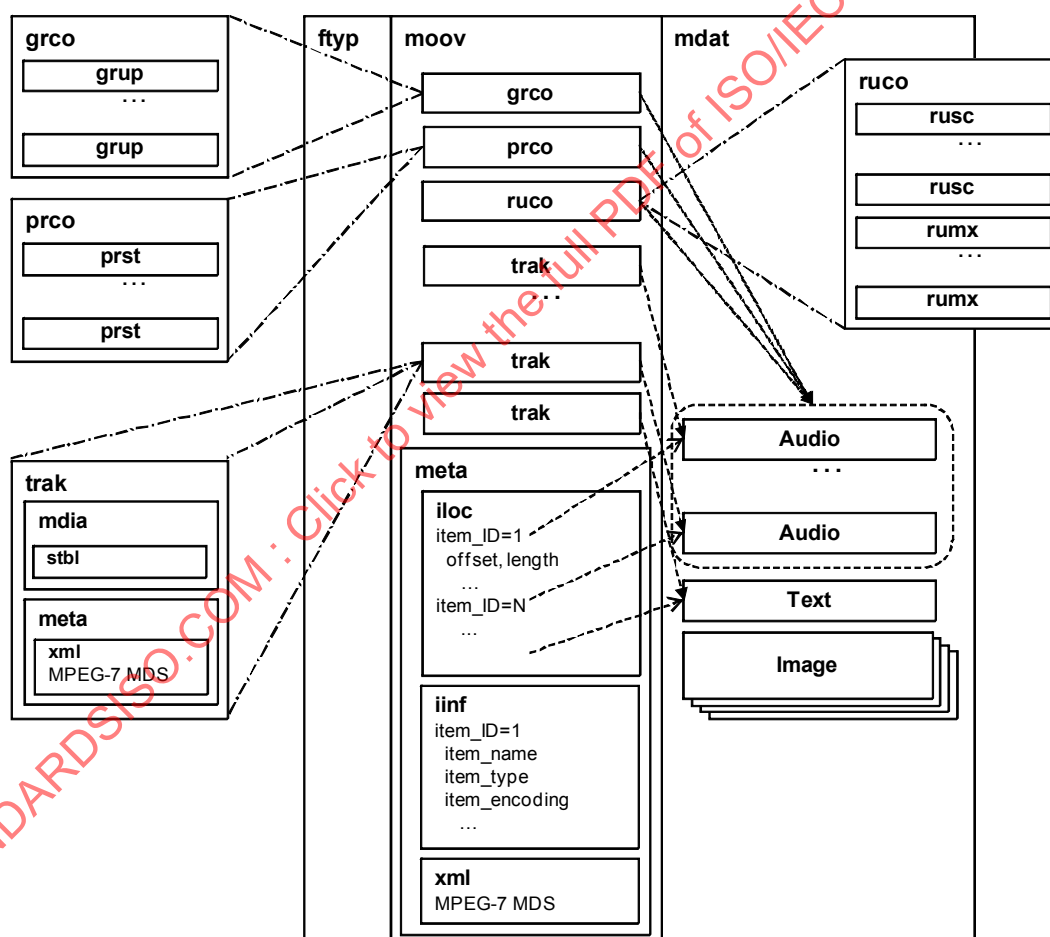 grco
grup
...
grup
prco
prst
...
prst
trak
mdia
stbl
meta
xml
MPEG-7 MDS
ftyp
moov
grco
prco
ruco
trak
...
trak
trak
meta
iloc
item_ID=1
offset, length
...
item_ID=N
...
iinf
item_ID=1
item_name
item_type
item_encoding
...
xml
MPEG-7 MDS
mdat
Audio
...
Audio
Text
Image
ruco
rusc
...
rusc
rumx
...
rumx
NDARDSISO.COM : Click to view the full PDF of ISO/IEC